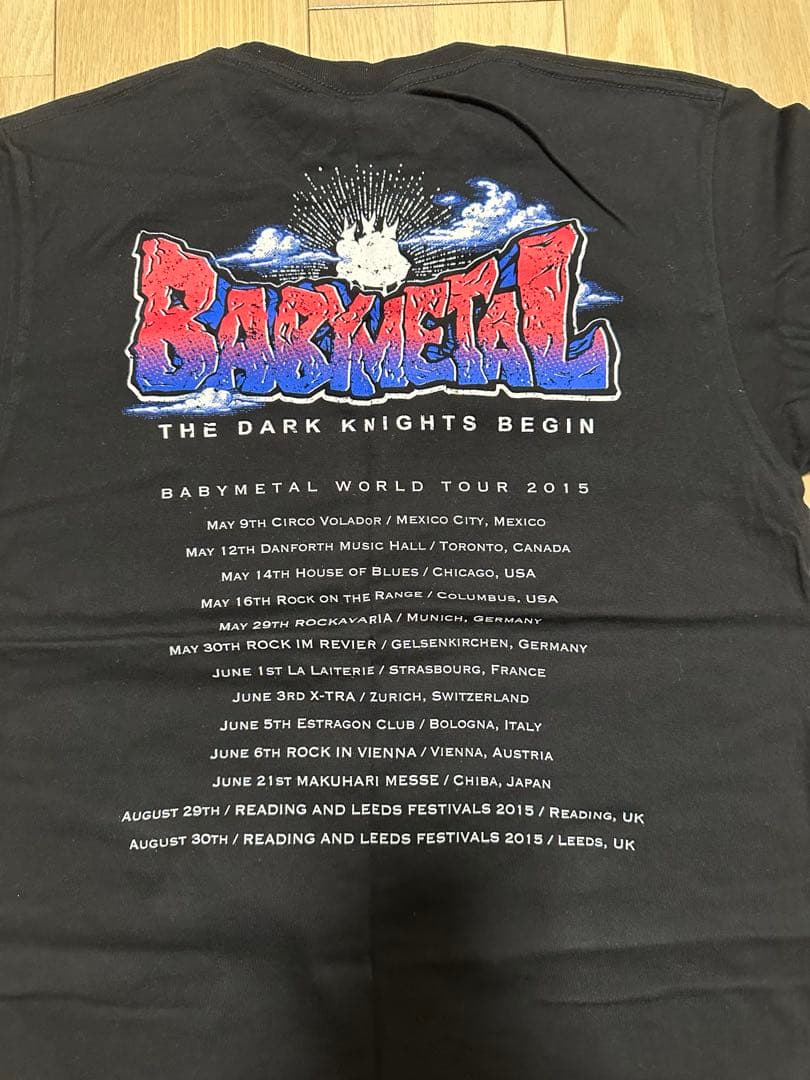 BABYMETAL
THE DARK KNIGHTS BEGIN
BABYMETAL WORLD TOUR 2015
MAY 9TH CIRCO VOLADOR / MEXICO CITY, MEXICO
MAY 12TH DANFORTH MUSIC HALL / TORONTO, CANADA
MAY 14TH HOUSE OF BLUES / CHICAGO, USA
MAY 16TH ROCK ON THE RANGE / COLUMBUS, USA
MAY 29TH ROCKAVARIA / MUNICH, GERMANY
MAY 30TH ROCK IM REVIER / GELSENKIRCHEN, GERMANY
JUNE 1ST LA LAITERIE / STRASBOURG, FRANCE
JUNE 3RD X-TRA / ZURICH, SWITZERLAND
JUNE 5TH ESTRAGON CLUB / BOLOGNA, ITALY
JUNE 6TH ROCK IN VIENNA / VIENNA, AUSTRIA
JUNE 21ST MAKUHARI MESSE / CHIBA, JAPAN
AUGUST 29TH / READING AND LEEDS FESTIVALS 2015 / READING, UK
AUGUST 30TH / READING AND LEEDS FESTIVALS 2015 / LEEDS, UK